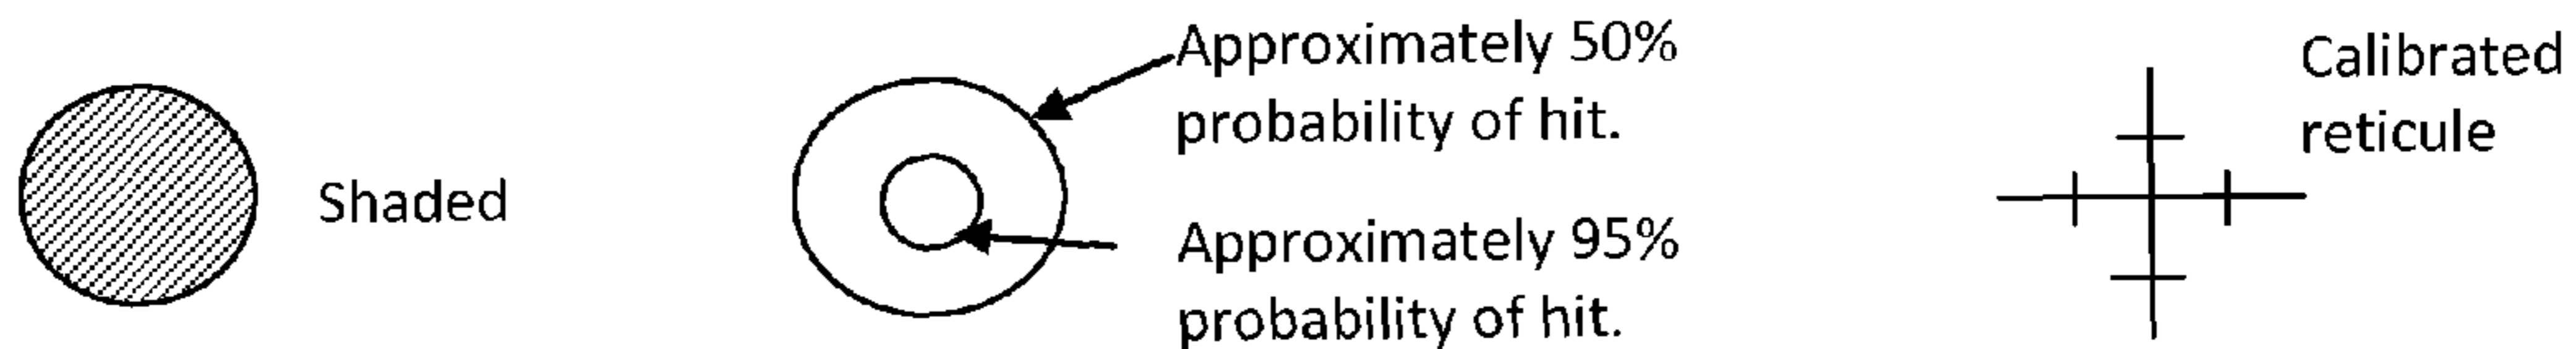 Shaded
Approximately 50%
probability of hit.
Approximately 95%
probability of hit.
Calibrated
reticule